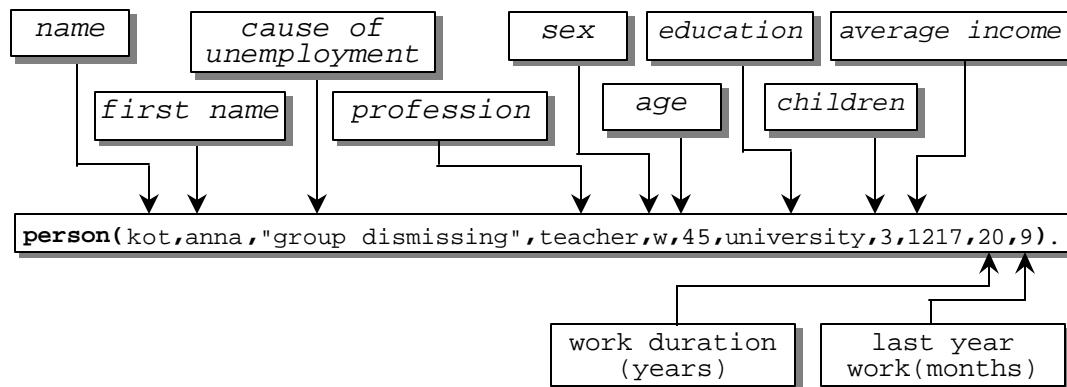 name
cause of
unemployment
sex
education
average income
first name
profession
age
children
person(kot,anna,"group dismissing",teacher,w,45,university,3,1217,20,9).
work duration
(years)
last year
work(months)